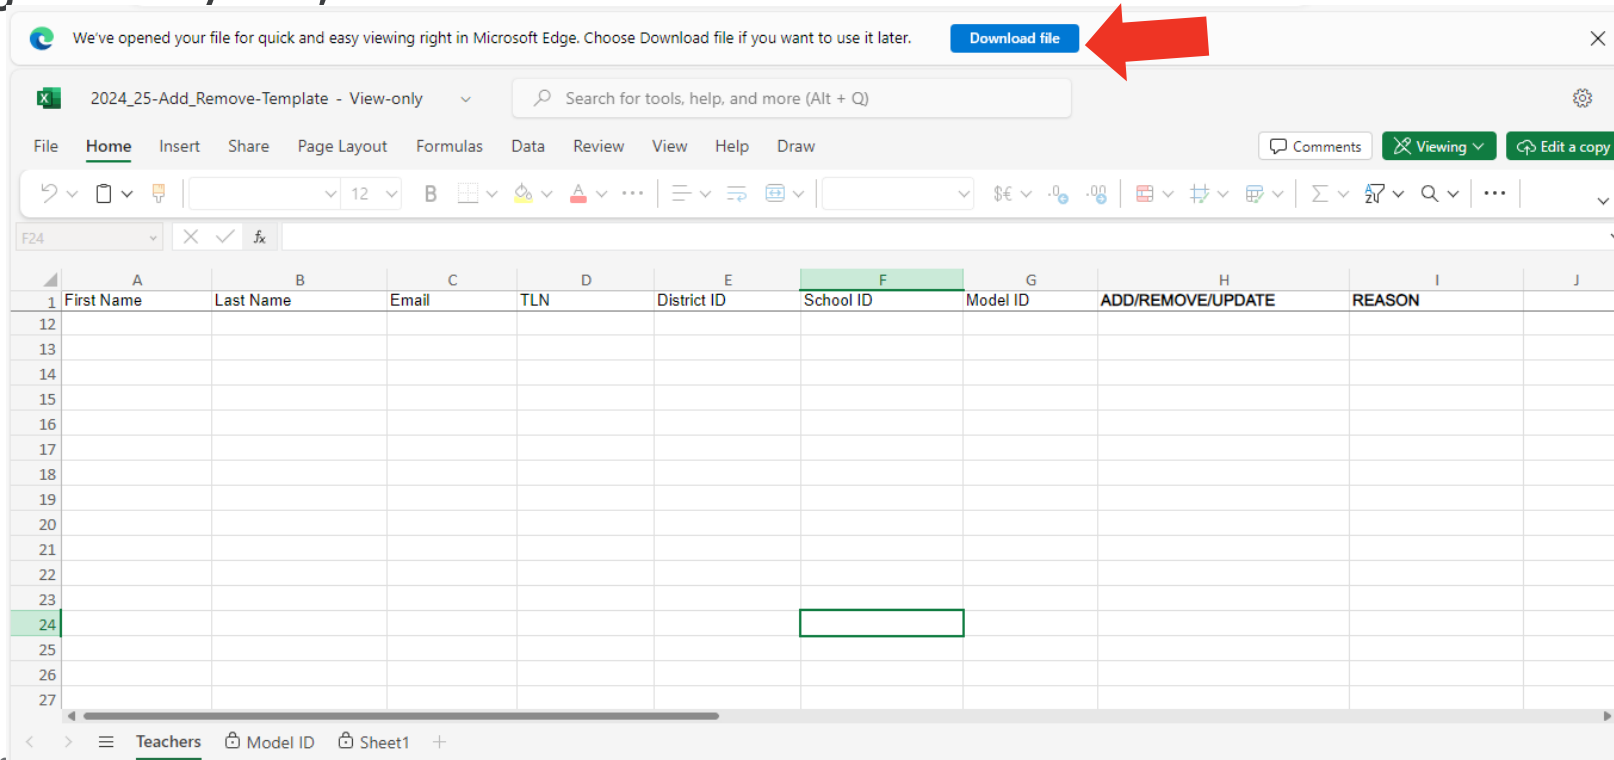 We've opened your file for quick and easy viewing right in Microsoft Edge. Choose Download file if you want to use it later. Download file
2024_25-Add_Remove-Template - View-only Search for tools, help, and more (Alt + Q)
File Home Insert Share Page Layout Formulas Data Review View Help Draw Comments Viewing Edit a copy
12 B $€ .0 .00
F24 fx
A B C D E F G H I J
1 First Name Last Name Email TLN District ID School ID Model ID ADD/REMOVE/UPDATE REASON
12
13
14
15
16
17
18
19
20
21
22
23
24
25
26
27
Teachers Model ID Sheet1